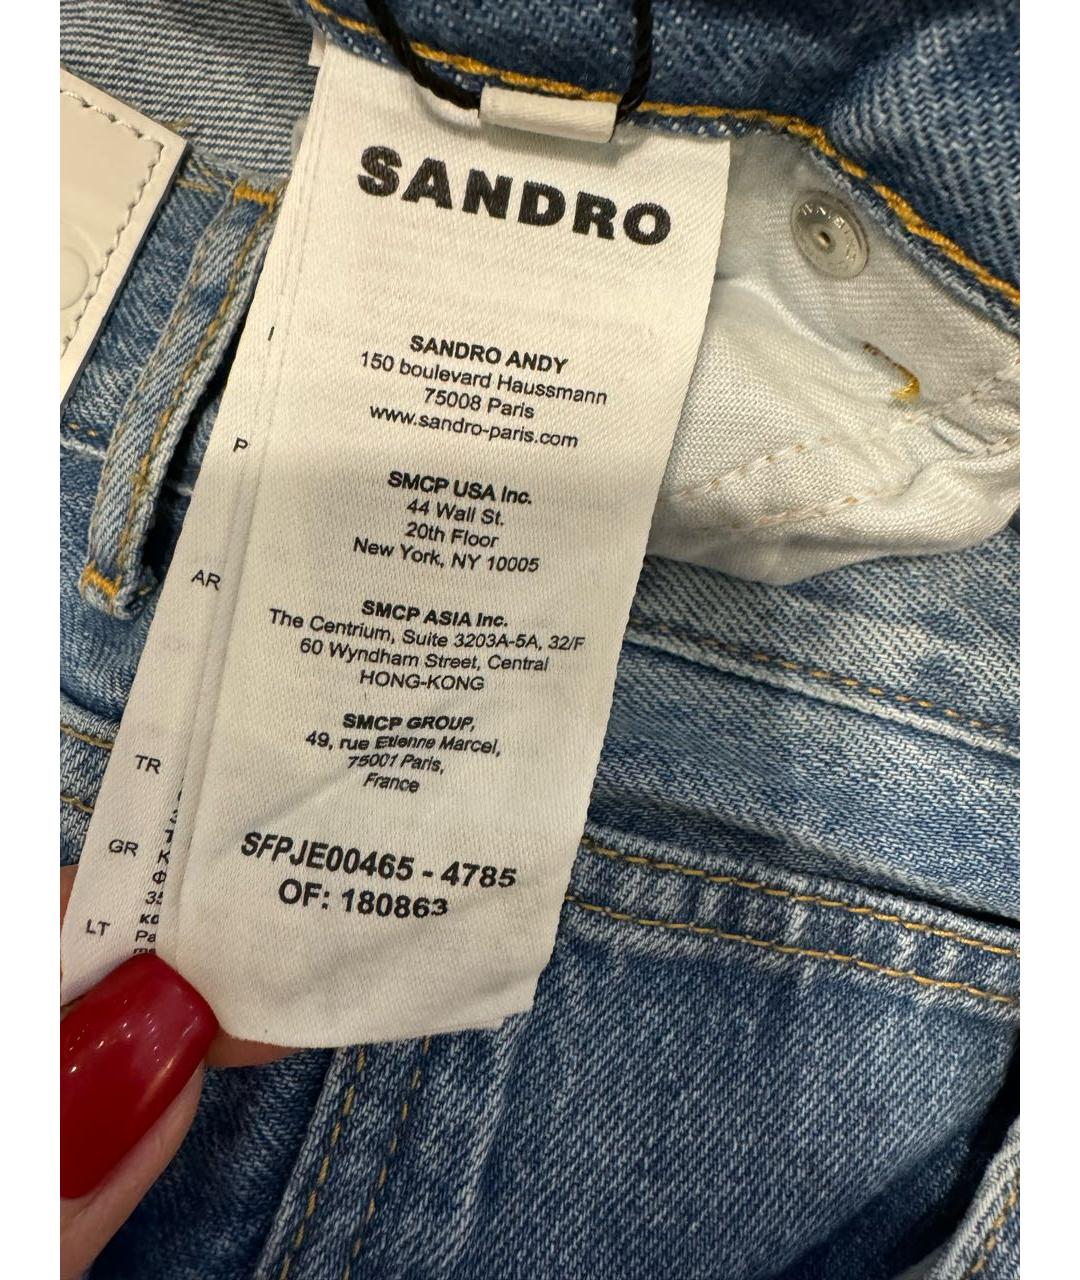 SANDRO
SANDRO ANDY
150 boulevard Haussmann
75008 Paris
www.sandro-paris.com
SMCP USA Inc.
44 Wall St.
20th Floor
New York, NY 10005
SMCP ASIA Inc.
The Centrium, Suite 3203A-5A, 32/F
60 Wyndham Street, Central
HONG-KONG
SMCP GROUP,
49, rue Etienne Marcel,
75001 Paris,
France
SFPJE00465 - 4785
OF: 180863
P
AR
TR
GR
LT